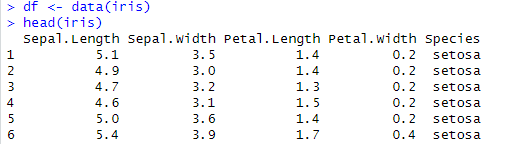 > df <- data(iris)
> head(iris)
  Sepal.Length Sepal.Width Petal.Length Petal.Width Species
1          5.1         3.5          1.4         0.2  setosa
2          4.9         3.0          1.4         0.2  setosa
3          4.7         3.2          1.3         0.2  setosa
4          4.6         3.1          1.5         0.2  setosa
5          5.0         3.6          1.4         0.2  setosa
6          5.4         3.9          1.7         0.4  setosa